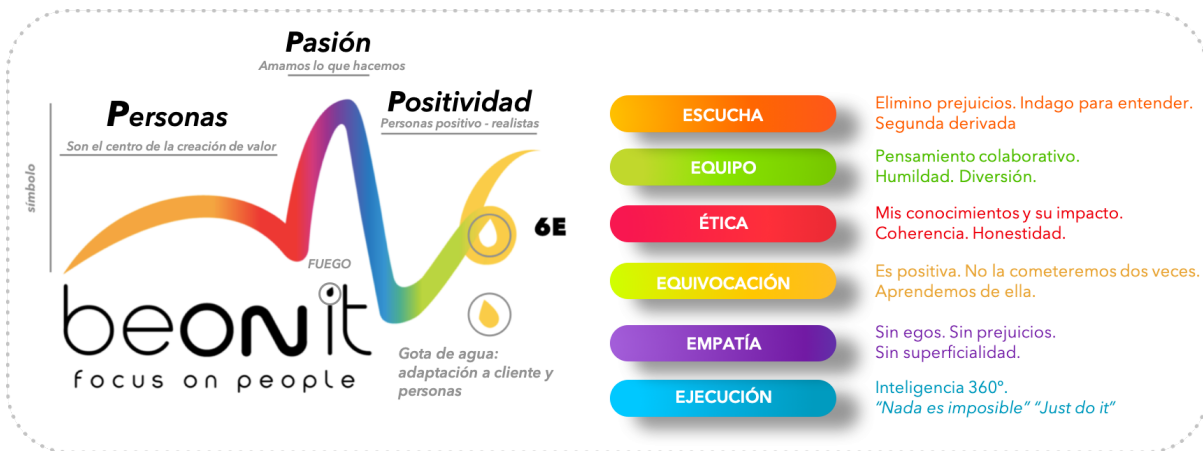 Pasión
Amamos lo que hacemos
Personas
Son el centro de la creación de valor
Positividad
Personas positivo - realistas
símbolo
6E
FUEGO
beonit
focus on people
Gota de agua:
adaptación a cliente y
personas
ESCUCHA
Elimino prejuicios. Indago para entender.
Segunda derivada
EQUIPO
Pensamiento colaborativo.
Humildad. Diversión.
ÉTICA
Mis conocimientos y su impacto.
Coherencia. Honestidad.
EQUIVOCACIÓN
Es positiva. No la cometeremos dos veces.
Aprendemos de ella.
EMPATÍA
Sin egos. Sin prejuicios.
Sin superficialidad.
EJECUCIÓN
Inteligencia 360º.
“Nada es imposible” “Just do it”